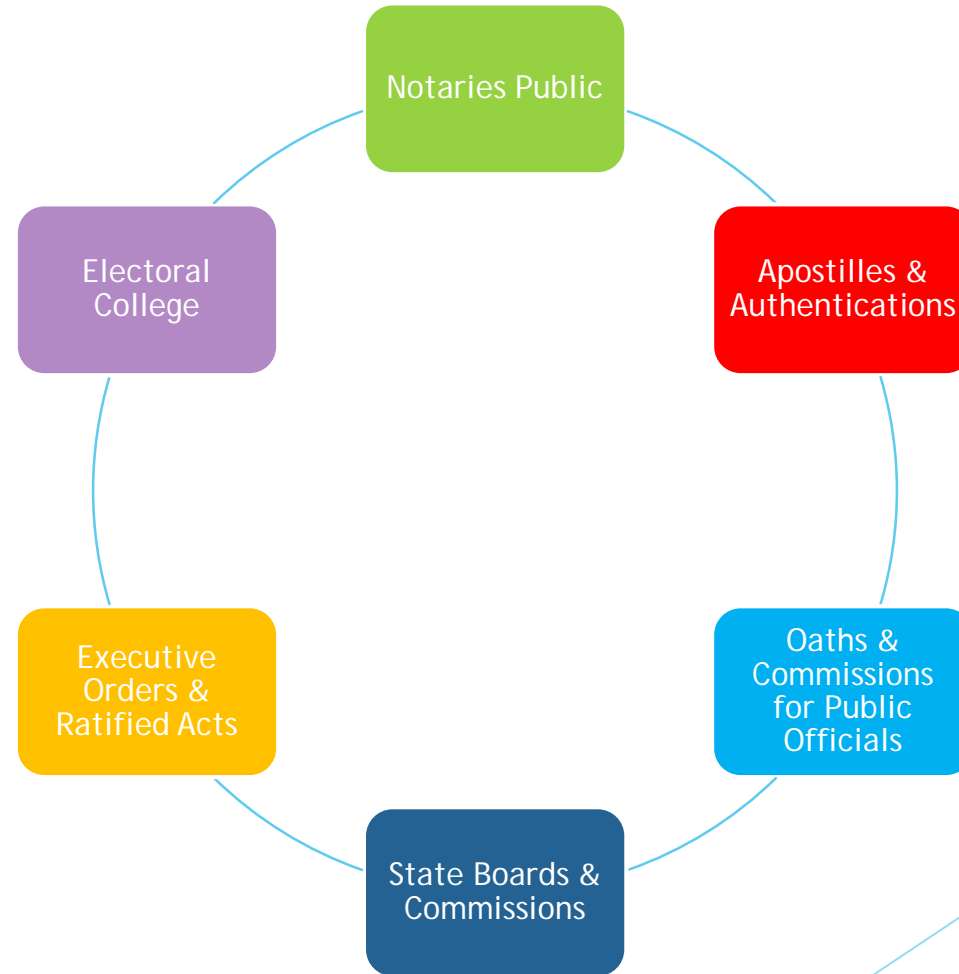 Notaries Public
Apostilles &
Authentications
Oaths &
Commissions
for Public
Officials
State Boards &
Commissions
Executive
Orders &
Ratified Acts
Electoral
College